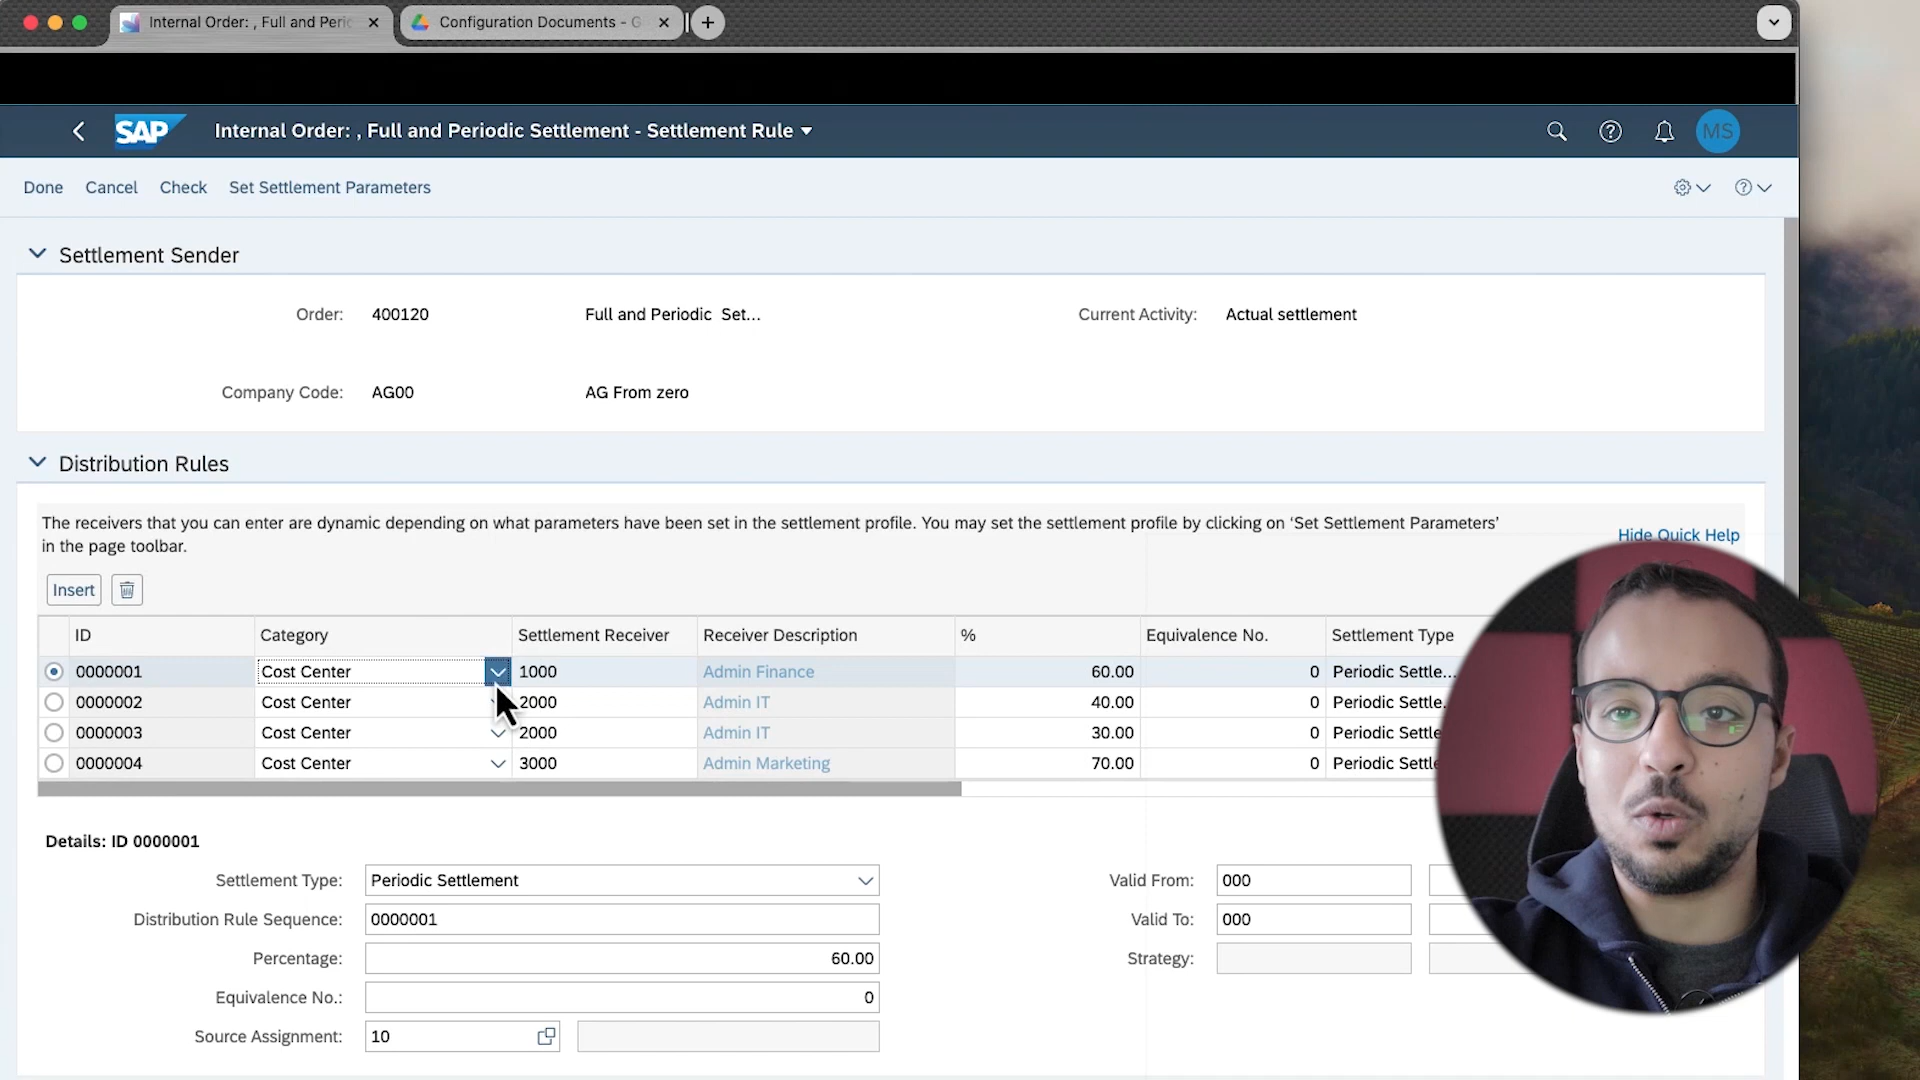 Internal Order: , Full and Peric
Configuration Documents - G
SAP
Internal Order: , Full and Periodic Settlement - Settlement Rule
MS
Done Cancel Check Set Settlement Parameters
Settlement Sender
Order: 400120 Full and Periodic Set... Current Activity: Actual settlement
Company Code: AG00 AG From zero
Distribution Rules
The receivers that you can enter are dynamic depending on what parameters have been set in the settlement profile. You may set the settlement profile by clicking on ‘Set Settlement Parameters’
in the page toolbar.
Hide Quick Help
Insert
ID Category Settlement Receiver Receiver Description % Equivalence No. Settlement Type
0000001 Cost Center 1000 Admin Finance 60.00 0 Periodic Settle...
0000002 Cost Center 2000 Admin IT 40.00 0 Periodic Settle.
0000003 Cost Center 2000 Admin IT 30.00 0 Periodic Settle
0000004 Cost Center 3000 Admin Marketing 70.00 0 Periodic Settle
Details: ID 0000001
Settlement Type: Periodic Settlement Valid From: 000
Distribution Rule Sequence: 0000001 Valid To: 000
Percentage: 60.00 Strategy:
Equivalence No.: 0
Source Assignment: 10